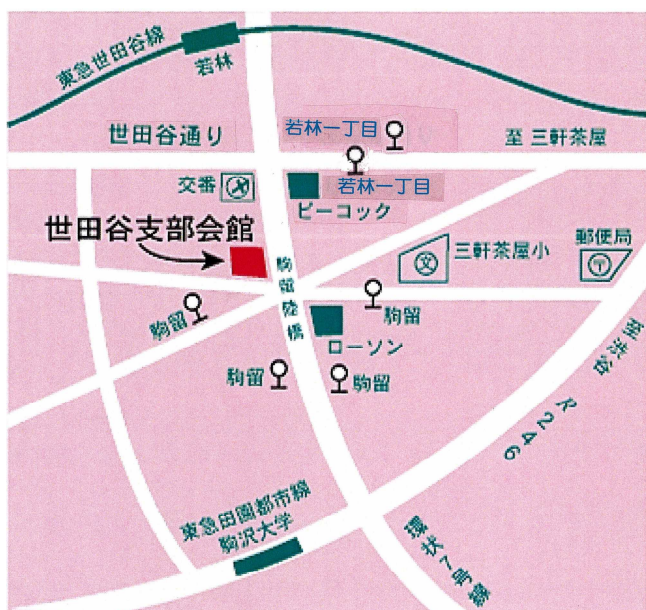 東急世田谷線
若林
世田谷通り
若林一丁目
至 三軒茶屋
交番
若林一丁目
ピーコック
世田谷支部会館
駒留陸橋
文
三軒茶屋小
郵便局
〒
駒留
駒留
ローソン
駒留
駒留
至渋谷
R246
東急田園都市線
駒沢大学
環状7号線